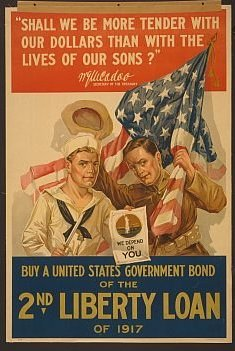 "SHALL WE BE MORE TENDER WITH
OUR DOLLARS THAN WITH THE
LIVES OF OUR SONS?"
WG McAdoo
SECRETARY OF THE TREASURY
WE DEPEND
ON
YOU
BUY A UNITED STATES GOVERNMENT BOND
OF THE
2ND LIBERTY LOAN
OF 1917